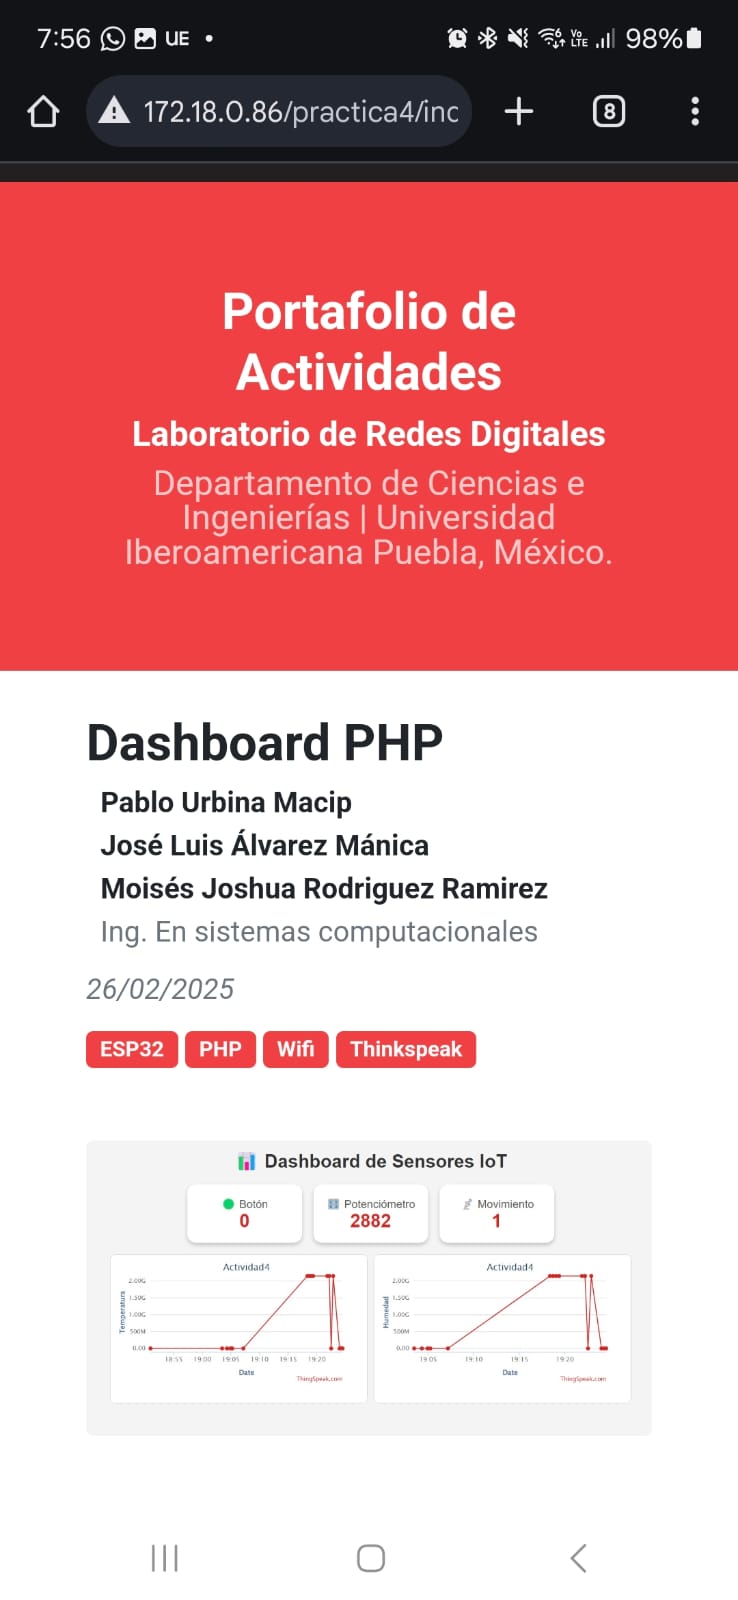 7:56 UE • Vo LTE 98%
172.18.0.86/practica4/inc 8
Portafolio de
Actividades
Laboratorio de Redes Digitales
Departamento de Ciencias e
Ingenierías | Universidad
Iberoamericana Puebla, México.
Dashboard PHP
Pablo Urbina Macip
José Luis Álvarez Mánica
Moisés Joshua Rodriguez Ramirez
Ing. En sistemas computacionales
26/02/2025
ESP32 PHP Wifi Thinkspeak
Dashboard de Sensores IoT
Botón
0
Potenciómetro
2882
Movimiento
1
Actividad4
Temperatura
2.00G
1.50G
1.00G
500M
0.00
18:55 19:00 19:05 19:10 19:15 19:20
Date
ThingSpeak.com
Actividad4
Humedad
2.00G
1.50G
1.00G
500M
0.00
19:05 19:10 19:15 19:20
Date
ThingSpeak.com